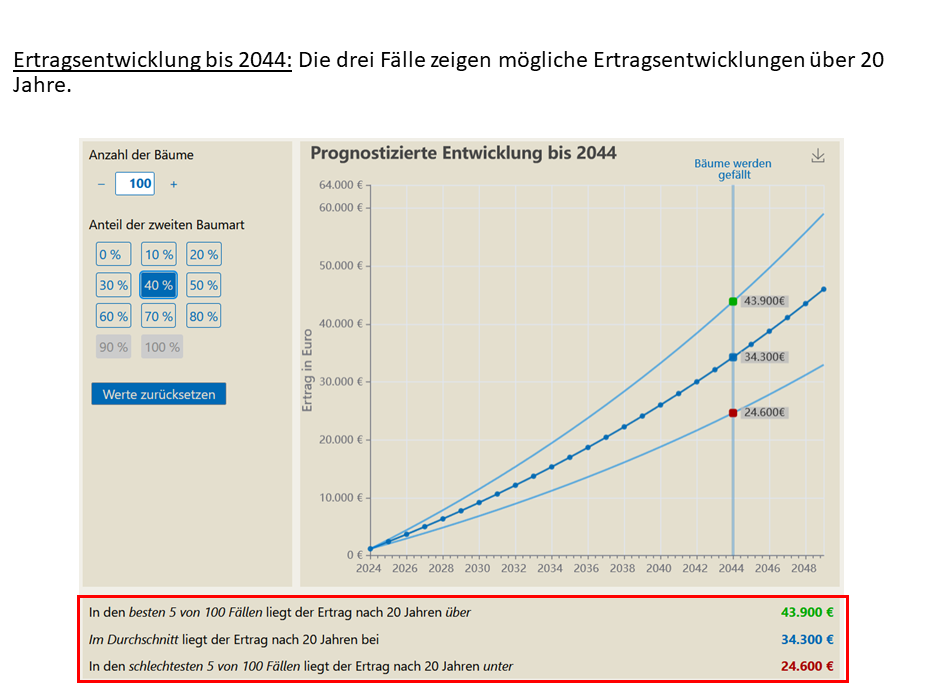 Ertragsentwicklung bis 2044: Die drei Fälle zeigen mögliche Ertragsentwicklungen über 20
Jahre.
Anzahl der Bäume
− 100 +
Anteil der zweiten Baumart
0 % 10 % 20 %
30 % 40 % 50 %
60 % 70 % 80 %
90 % 100 %
Werte zurücksetzen
Prognostizierte Entwicklung bis 2044
Bäume werden
gefällt
Ertrag in Euro
64.000 €
60.000 €
50.000 €
40.000 €
30.000 €
20.000 €
10.000 €
0 €
43.900€
34.300€
24.600€
2024 2026 2028 2030 2032 2034 2036 2038 2040 2042 2044 2046 2048
In den besten 5 von 100 Fällen liegt der Ertrag nach 20 Jahren über 43.900 €
Im Durchschnitt liegt der Ertrag nach 20 Jahren bei 34.300 €
In den schlechtesten 5 von 100 Fällen liegt der Ertrag nach 20 Jahren unter 24.600 €